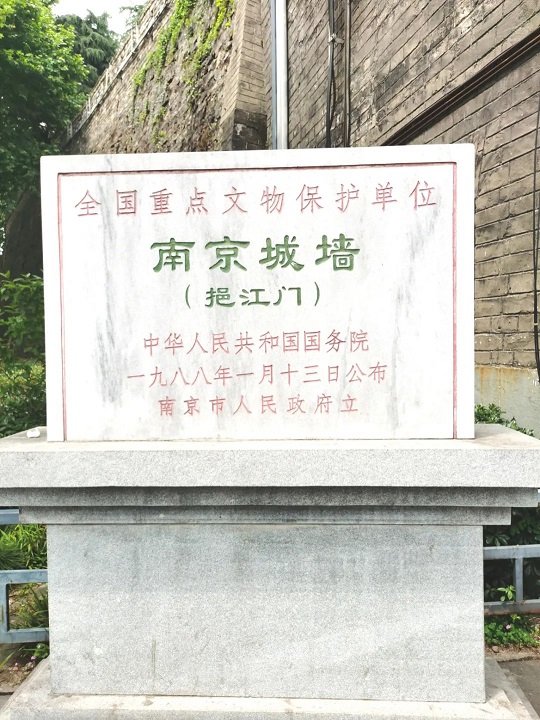 全国重点文物保护单位
南京城墙
（挹江门）
中华人民共和国国务院
一九八八年一月十三日公布
南京市人民政府立